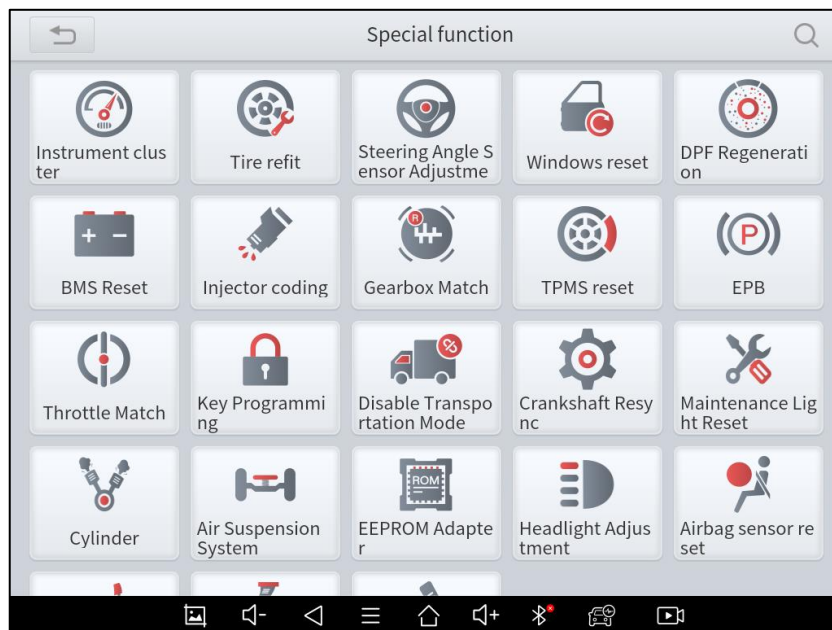 Special function
Instrument clus
ter
Tire refit
Steering Angle S
ensor Adjustme
Windows reset
DPF Regenerati
on
BMS Reset
Injector coding
Gearbox Match
TPMS reset
P
EPB
R
Throttle Match
Key Programmi
ng
Disable Transpo
rtation Mode
Crankshaft Resy
nc
Maintenance Lig
ht Reset
Cylinder
Air Suspension
System
ROM
EEPROM Adapte
r
Headlight Adjus
tment
Airbag sensor re
set